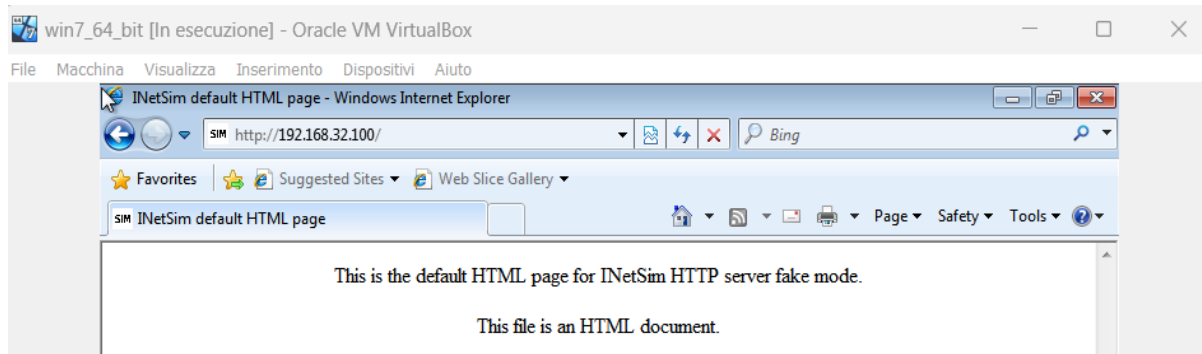 win7_64_bit [In esecuzione] - Oracle VM VirtualBox
File Macchina Visualizza Inserimento Dispositivi Aiuto
INetSim default HTML page - Windows Internet Explorer
SIM http://192.168.32.100/ Bing
Favorites Suggested Sites Web Slice Gallery
SIM INetSim default HTML page Page Safety Tools
This is the default HTML page for INetSim HTTP server fake mode.
This file is an HTML document.